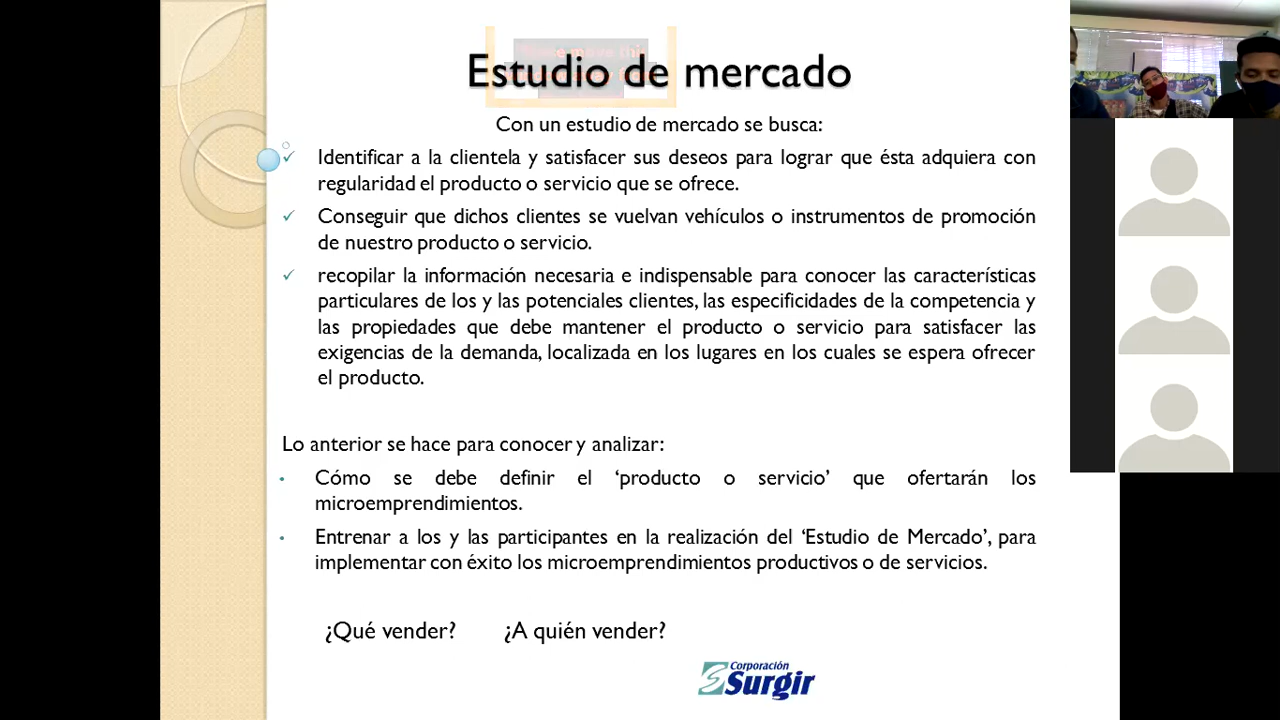 Estudio de mercado
Con un estudio de mercado se busca:
✓ Identificar a la clientela y satisfacer sus deseos para lograr que ésta adquiera con
regularidad el producto o servicio que se ofrece.
✓ Conseguir que dichos clientes se vuelvan vehículos o instrumentos de promoción
de nuestro producto o servicio.
✓ recopilar la información necesaria e indispensable para conocer las características
particulares de los y las potenciales clientes, las especificidades de la competencia y
las propiedades que debe mantener el producto o servicio para satisfacer las
exigencias de la demanda, localizada en los lugares en los cuales se espera ofrecer
el producto.
Lo anterior se hace para conocer y analizar:
• Cómo se debe definir el ‘producto o servicio’ que ofertarán los
microemprendimientos.
• Entrenar a los y las participantes en la realización del ‘Estudio de Mercado’, para
implementar con éxito los microemprendimientos productivos o de servicios.
¿Qué vender? ¿A quién vender?
Corporación
Surgir